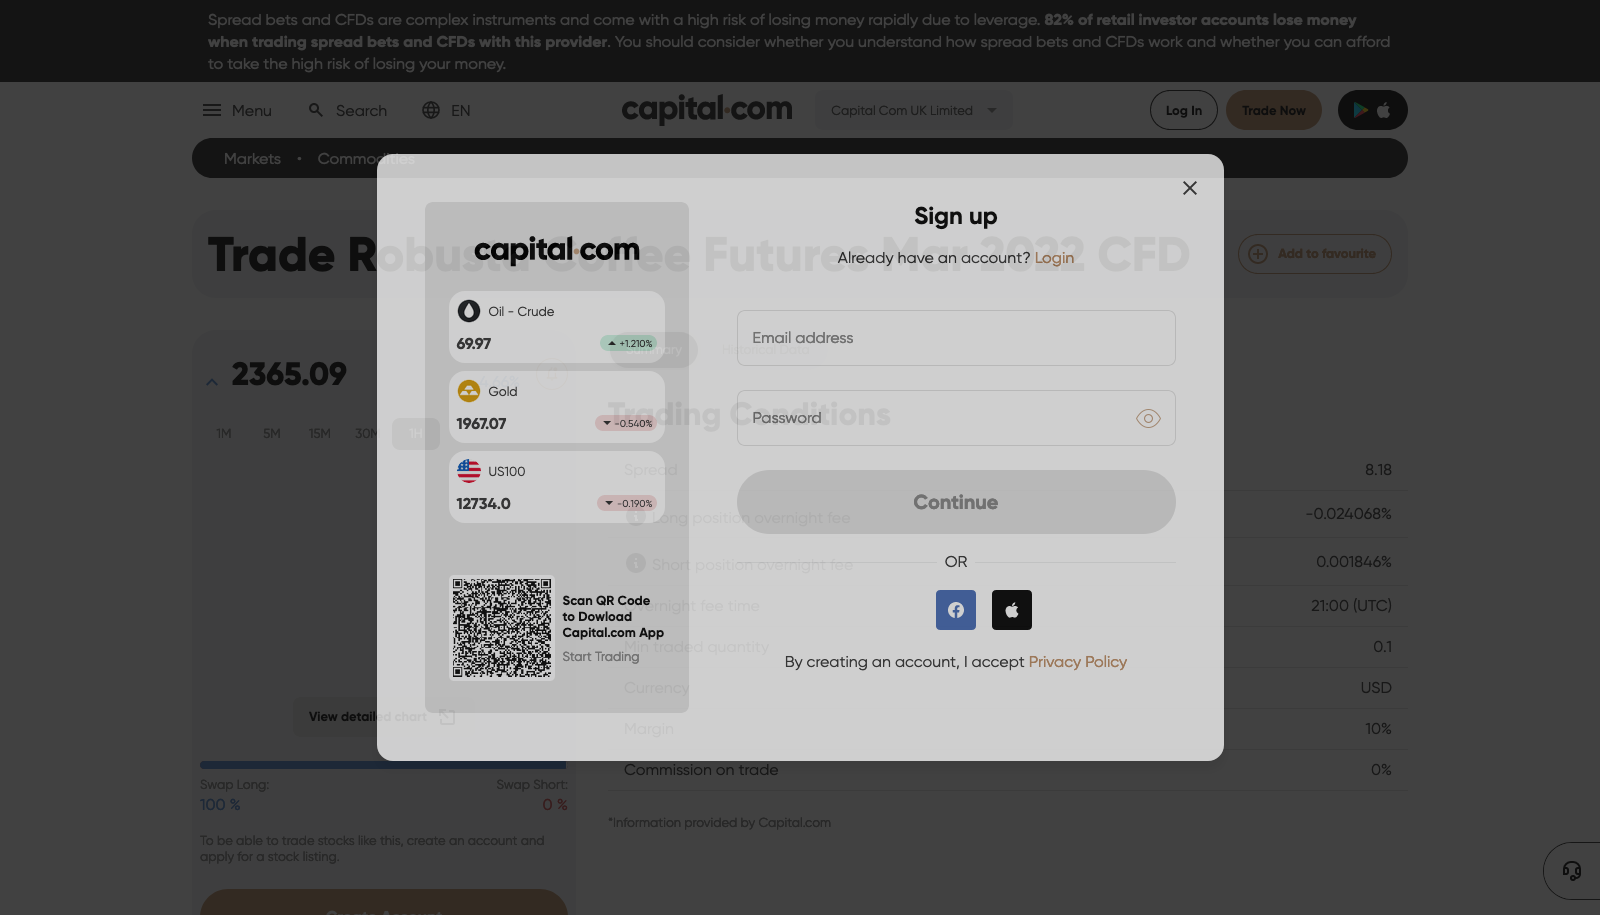 Spread bets and CFDs are complex instruments and come with a high risk of losing money rapidly due to leverage. 82% of retail investor accounts lose money
when trading spread bets and CFDs with this provider. You should consider whether you understand how spread bets and CFDs work and whether you can afford
to take the high risk of losing your money.
Menu
Search
EN
capital.com
Capital Com UK Limited
Log In
Trade Now
Markets • Commodities
Trade Robusta Coffee Futures Mar 2022 CFD
Add to favourite
2365.09
1M 5M 15M 30M 1H
View detailed chart
Swap Long:
Swap Short:
100 %
0 %
To be able to trade stocks like this, create an account and
apply for a stock listing.
Create Account
Trading Conditions
Spread
8.18
Long position overnight fee
-0.024068%
Short position overnight fee
0.001846%
Overnight fee time
21:00 (UTC)
Min traded quantity
0.1
Currency
USD
Margin
10%
Commission on trade
0%
*Information provided by Capital.com
capital.com
Oil - Crude
69.97
+1.210%
Gold
1967.07
-0.540%
US100
12734.0
-0.190%
Scan QR Code
to Dowload
Capital.com App
Start Trading
Sign up
Already have an account? Login
Email address
Password
Continue
OR
By creating an account, I accept Privacy Policy